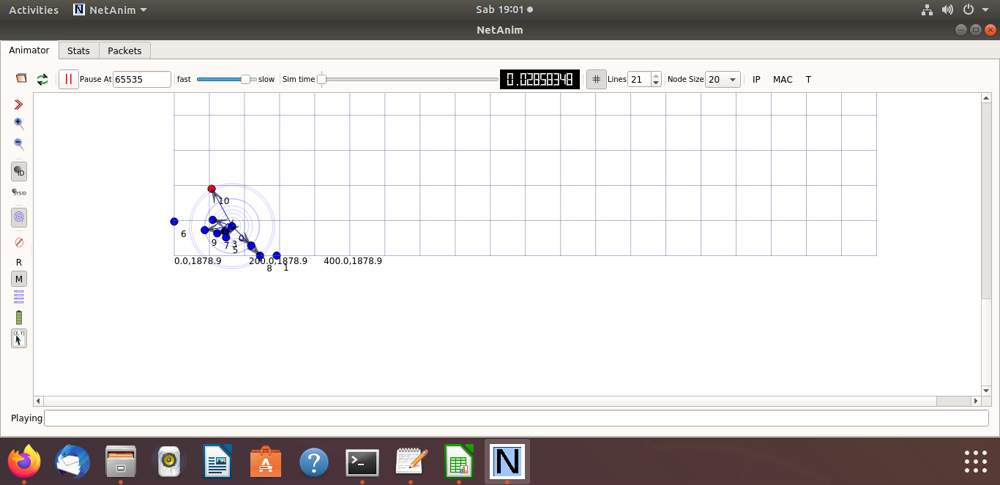 Activities NetAnim Sab 19:01
NetAnim
Animator Stats Packets
Pause At 65535 fast slow Sim time 0.02858348 # Lines 21 Node Size 20 IP MAC T
ID
SYSID
R
M
(X, Y)
10
6
9 7 3 0
5
8 1
0.0,1878.9 200.0,1878.9 400.0,1878.9
Playing